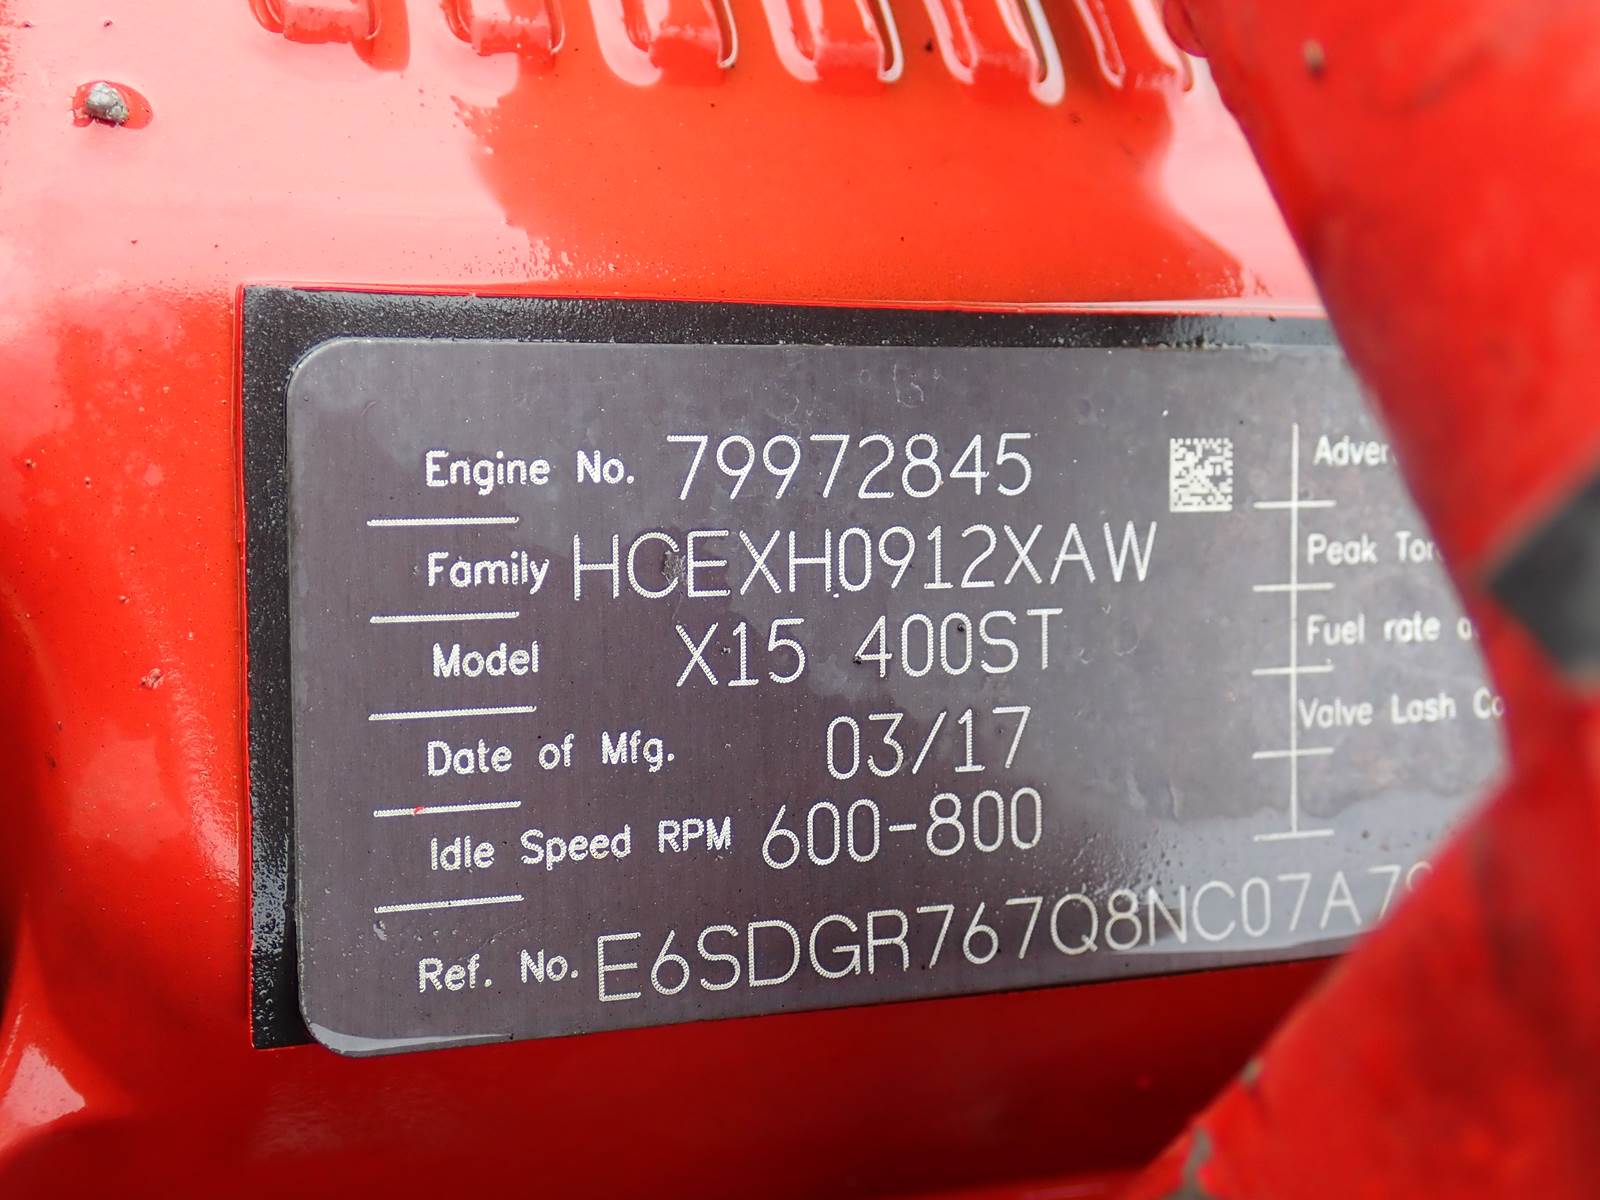 Engine No. 79972845
Family HCEXH0912XAW
Model X15 400ST
Date of Mfg. 03/17
Idle Speed RPM 600-800
Ref. No. E6SDGR767Q8NC07A7
Peak
Fuel rate
Valve Lash